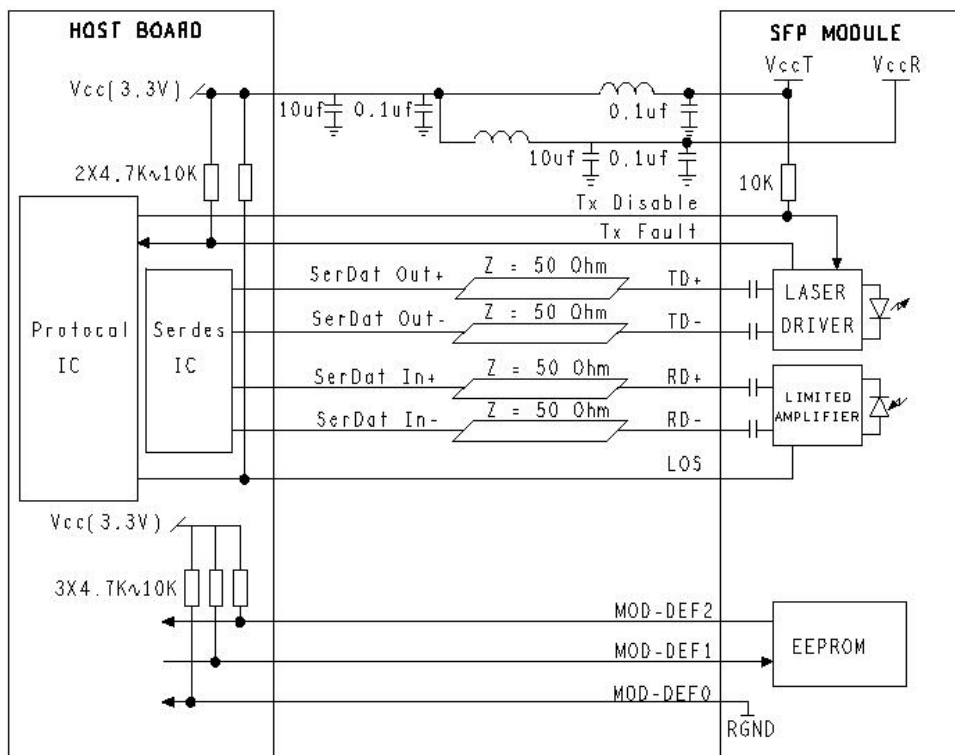 HOST BOARD
SFP MODULE
VccT
VccR
Vcc(3.3V)
10uf
0.1uf
0.1uf
10uf
0.1uf
2X4.7K~10K
10K
Tx Disable
Tx Fault
SerDat Out+
Z = 50 Ohm
TD+
LASER
DRIVER
SerDat Out-
Z = 50 Ohm
TD-
Protocal
IC
Serdes
IC
SerDat In+
Z = 50 Ohm
RD+
LIMITED
AMPLIFIER
SerDat In-
Z = 50 Ohm
RD-
LOS
Vcc(3.3V)
3X4.7K~10K
MOD-DEF2
EEPROM
MOD-DEF1
MOD-DEF0
RGND